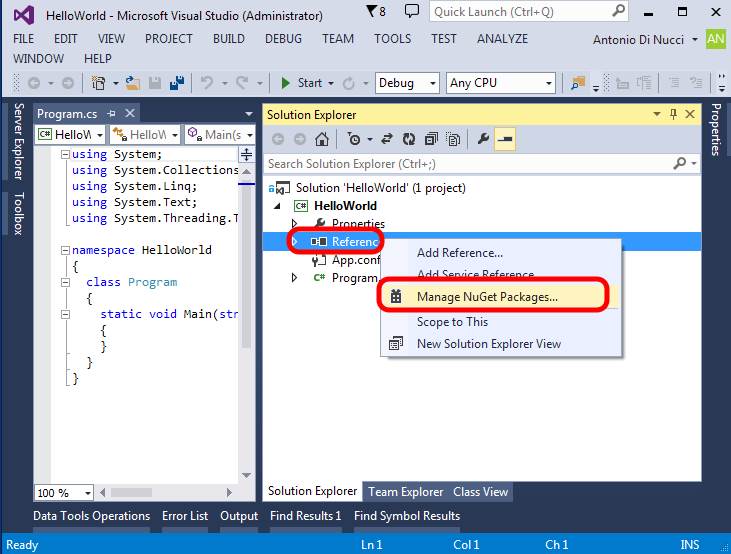 HelloWorld - Microsoft Visual Studio (Administrator)
8
Quick Launch (Ctrl+Q)
FILE EDIT VIEW PROJECT BUILD DEBUG TEAM TOOLS TEST ANALYZE
Antonio Di Nucci
AN
WINDOW HELP
Start
Debug
Any CPU
Server Explorer
Toolbox
Program.cs
C# HelloW
HelloW
Main(s
using System;
using System.Collections
using System.Linq;
using System.Text;
using System.Threading.T
namespace HelloWorld
{
class Program
{
static void Main(str
{
}
}
}
100 %
Solution Explorer
Search Solution Explorer (Ctrl+;)
Solution 'HelloWorld' (1 project)
C# HelloWorld
Properties
Referenc
App.conf
C# Program
Add Reference...
Add Service Reference
Manage NuGet Packages...
Scope to This
New Solution Explorer View
Solution Explorer Team Explorer Class View
Properties
Data Tools Operations Error List Output Find Results 1 Find Symbol Results
Ready Ln 1 Col 1 Ch 1 INS